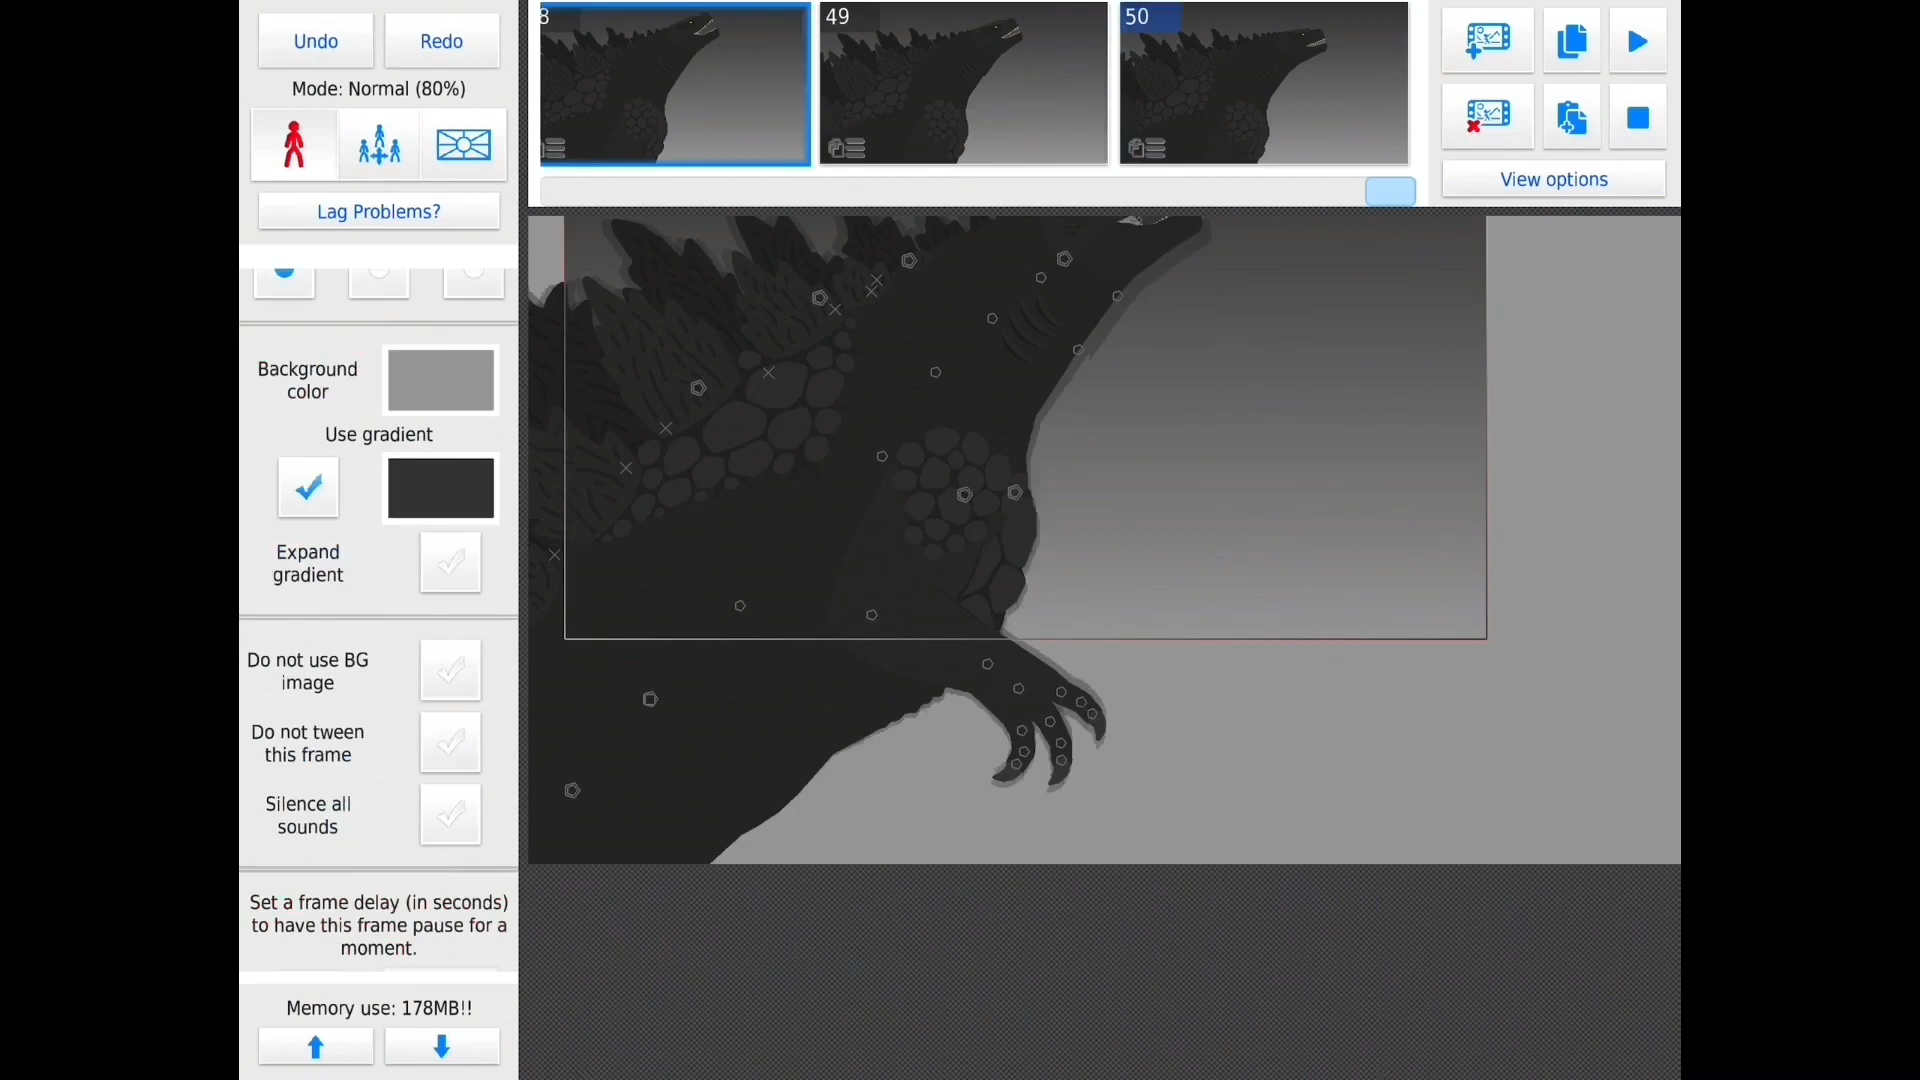 Undo
Redo
Mode: Normal (80%)
Lag Problems?
Background
color
Use gradient
Expand
gradient
Do not use BG
image
Do not tween
this frame
Silence all
sounds
Set a frame delay (in seconds)
to have this frame pause for a
moment.
Memory use: 178MB!!
8
49
50
View options